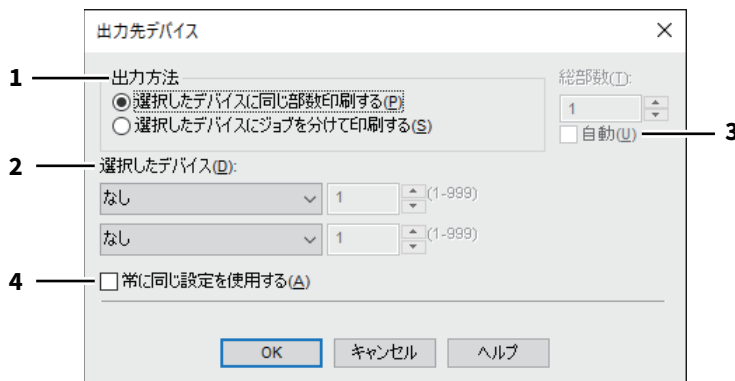 出力先デバイス
1
出力方法
選択したデバイスに同じ部数印刷する(P)
選択したデバイスにジョブを分けて印刷する(S)
総部数(T):
1
自動(U)
3
2
選択したデバイス(D):
なし 1 (1-999)
なし 1 (1-999)
4
常に同じ設定を使用する(A)
OK キャンセル ヘルプ